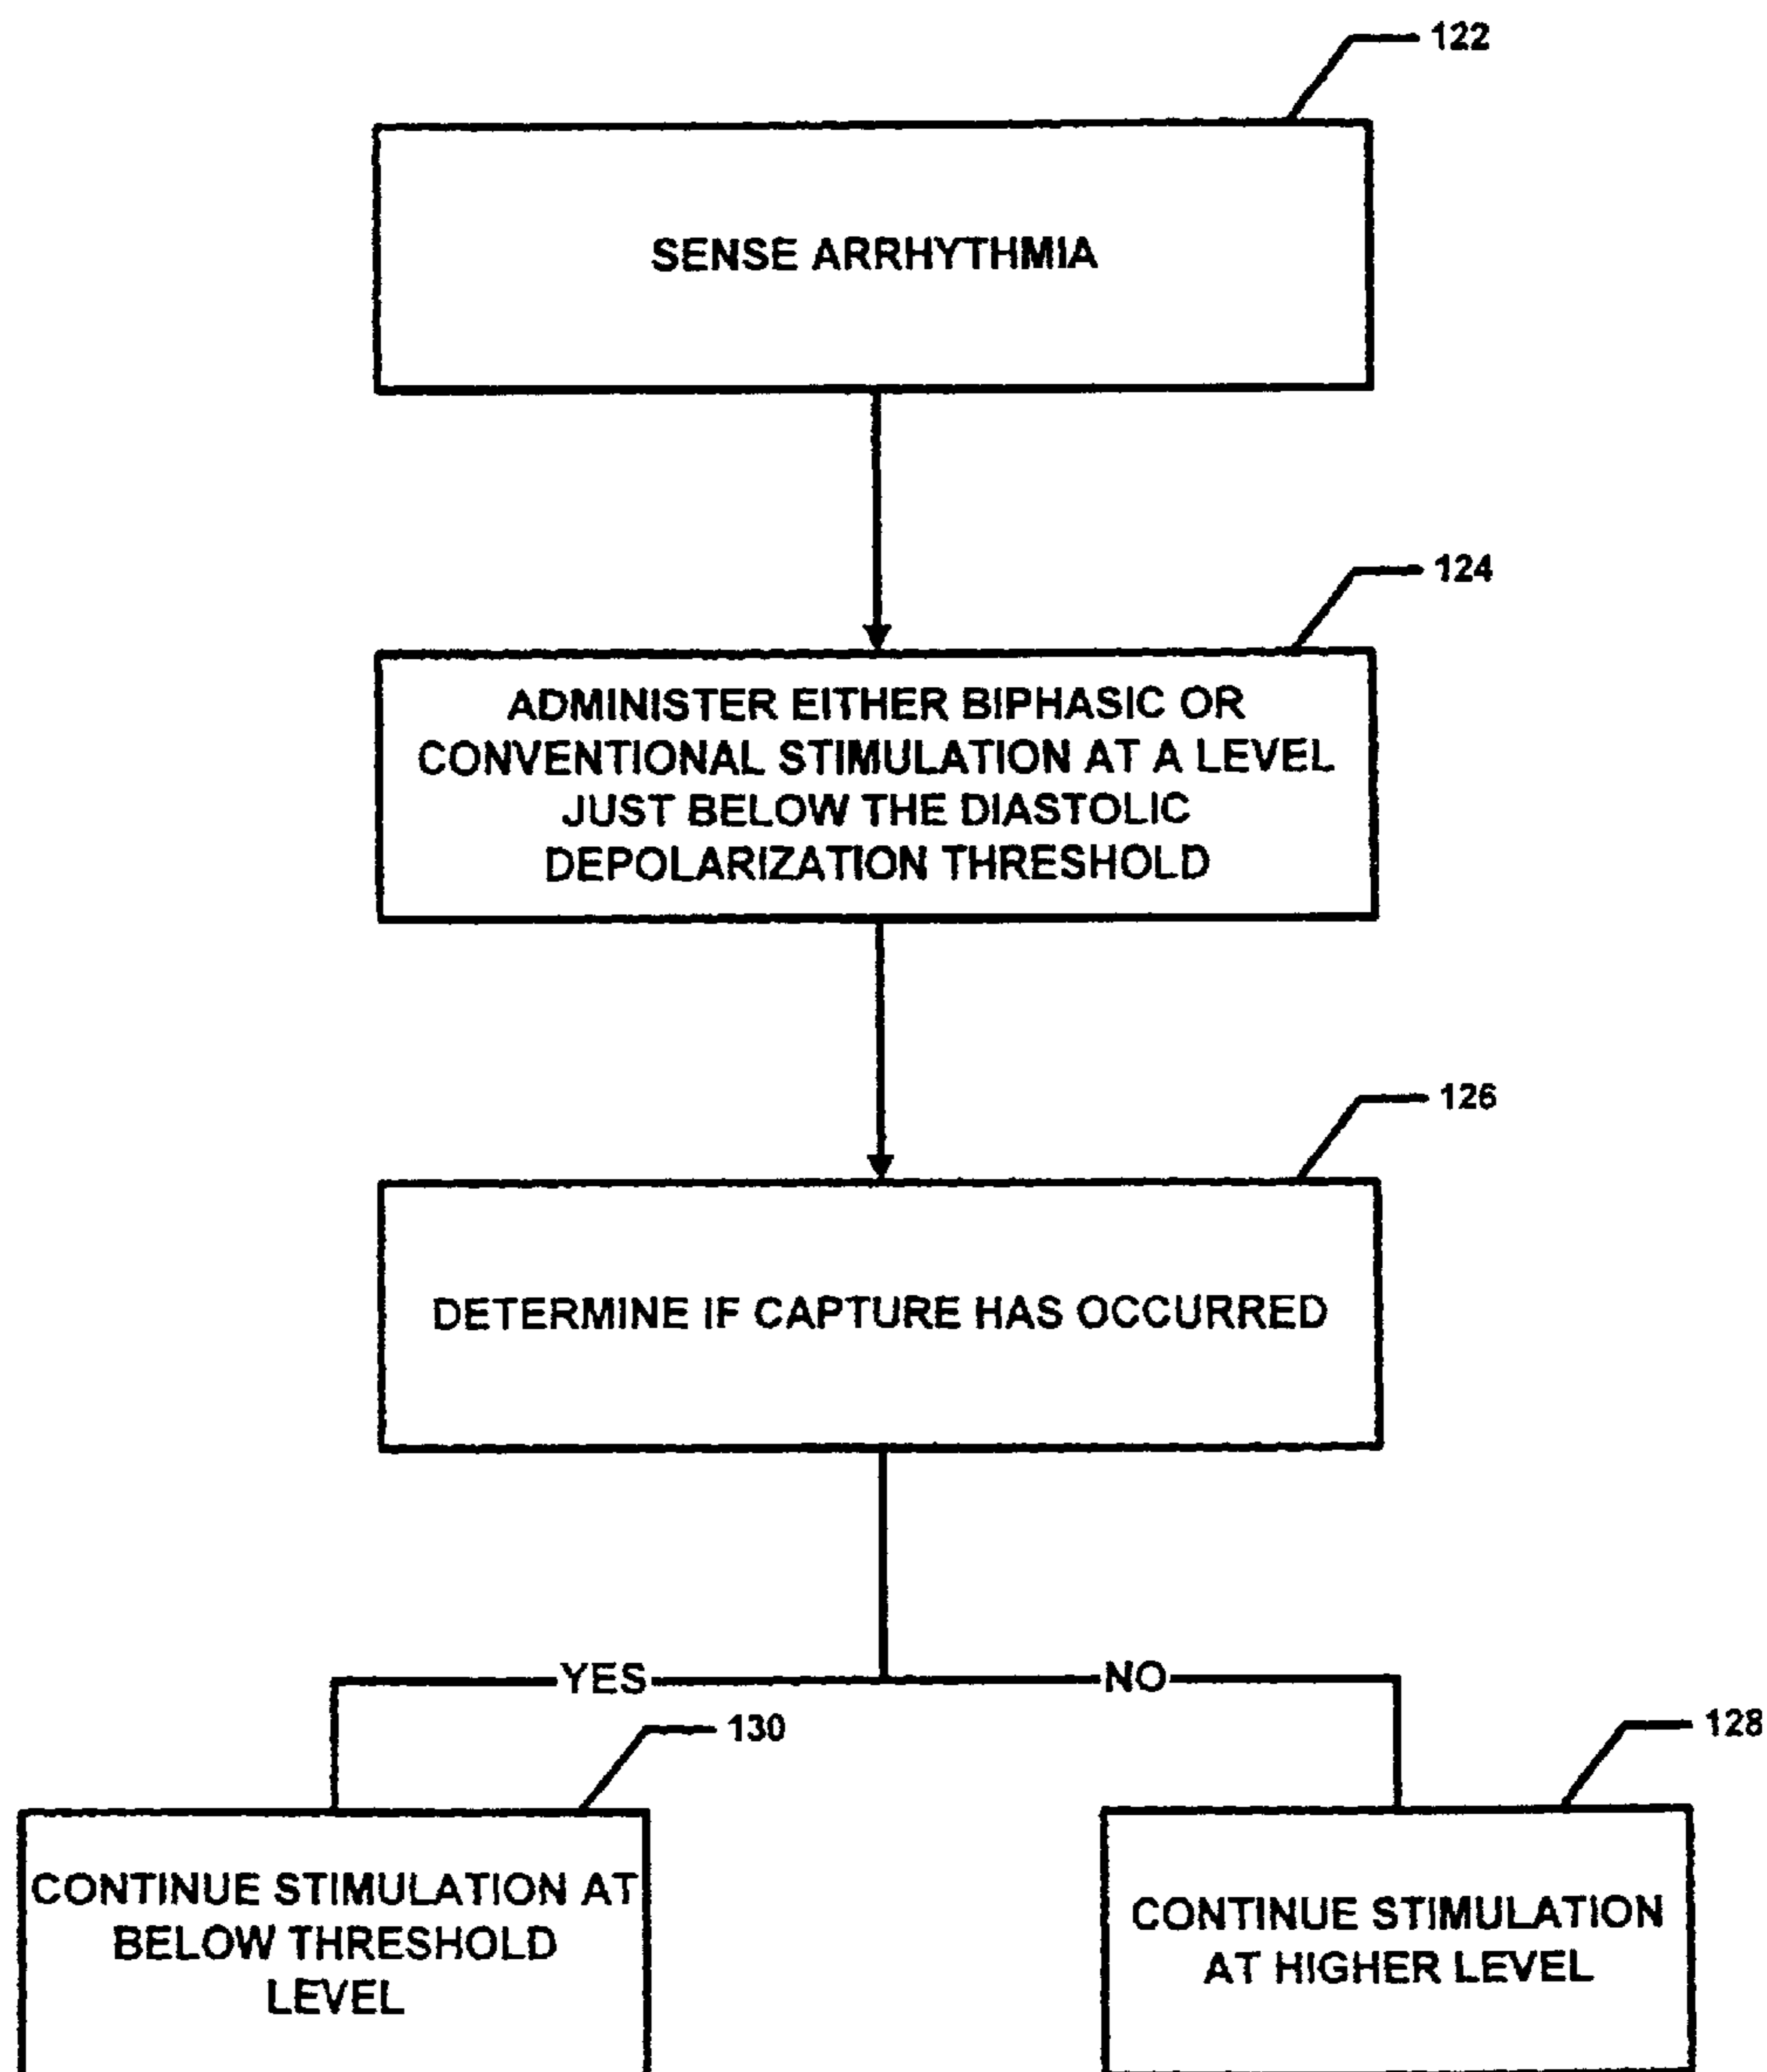 122
SENSE ARRHYTHMIA
124
ADMINISTER EITHER BIPHASIC OR
CONVENTIONAL STIMULATION AT A LEVEL
JUST BELOW THE DIASTOLIC
DEPOLARIZATION THRESHOLD
126
DETERMINE IF CAPTURE HAS OCCURRED
YES
NO
130
128
CONTINUE STIMULATION AT
BELOW THRESHOLD
LEVEL
CONTINUE STIMULATION
AT HIGHER LEVEL